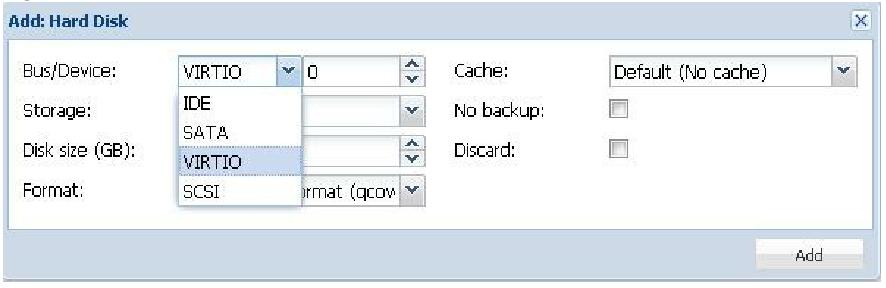 Add: Hard Disk
Bus/Device: VIRTIO 0 Cache: Default (No cache)
IDE
Storage: No backup:
SATA
Disk size (GB): Discard:
VIRTIO
Format: SCSI (qcow
Add